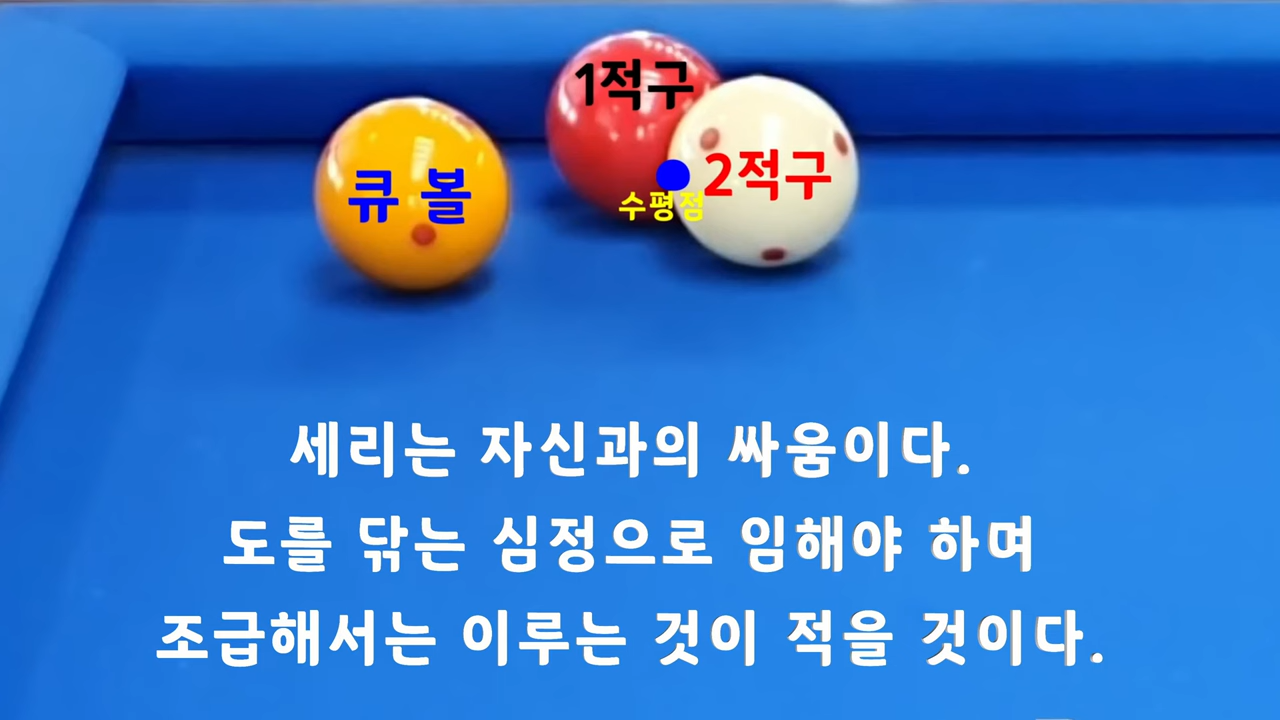 1적구
큐 볼
2적구
수평점
세리는 자신과의 싸움이다.
도를 닦는 심정으로 임해야 하며
조급해서는 이루는 것이 적을 것이다.